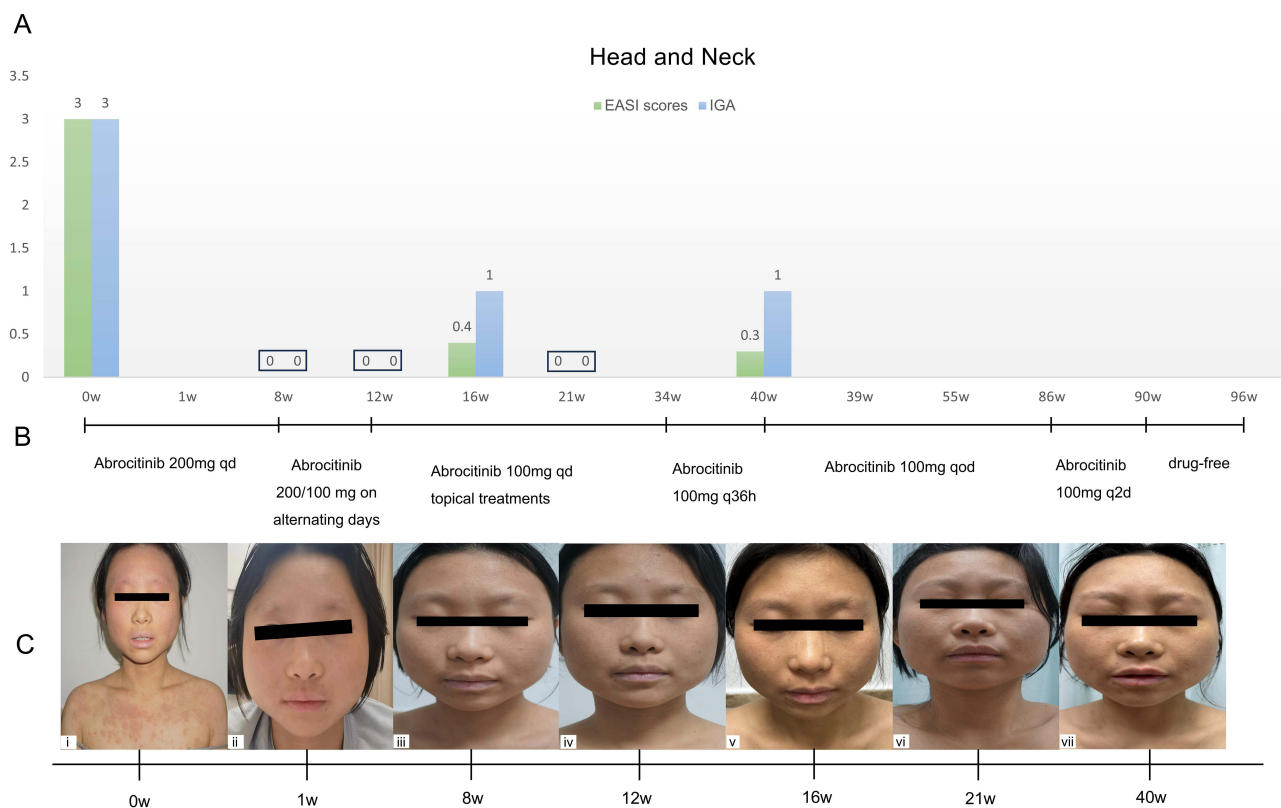 A
Head and Neck
EASI scores IGA
3.5
3
2.5
2
1.5
1
0.5
0
3 3
0 0
0 0
0.4 1
0 0
0.3 1
0w 1w 8w 12w 16w 21w 34w 40w 39w 55w 86w 90w 96w
B
Abrocitinib 200mg qd
Abrocitinib
200/100 mg on
alternating days
Abrocitinib 100mg qd
topical treatments
Abrocitinib
100mg q36h
Abrocitinib 100mg qod
Abrocitinib
100mg q2d
drug-free
C
i ii iii iv v vi vii
0w 1w 8w 12w 16w 21w 40w